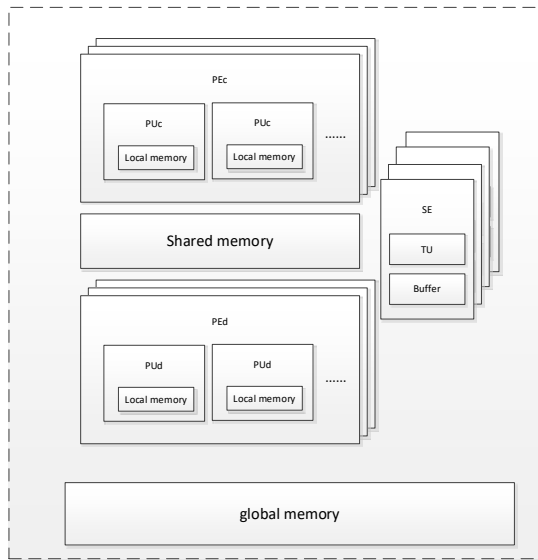 PEc
PUc
PUc
Local memory
Local memory
......
Shared memory
SE
TU
Buffer
PEd
PUd
PUd
Local memory
Local memory
......
global memory